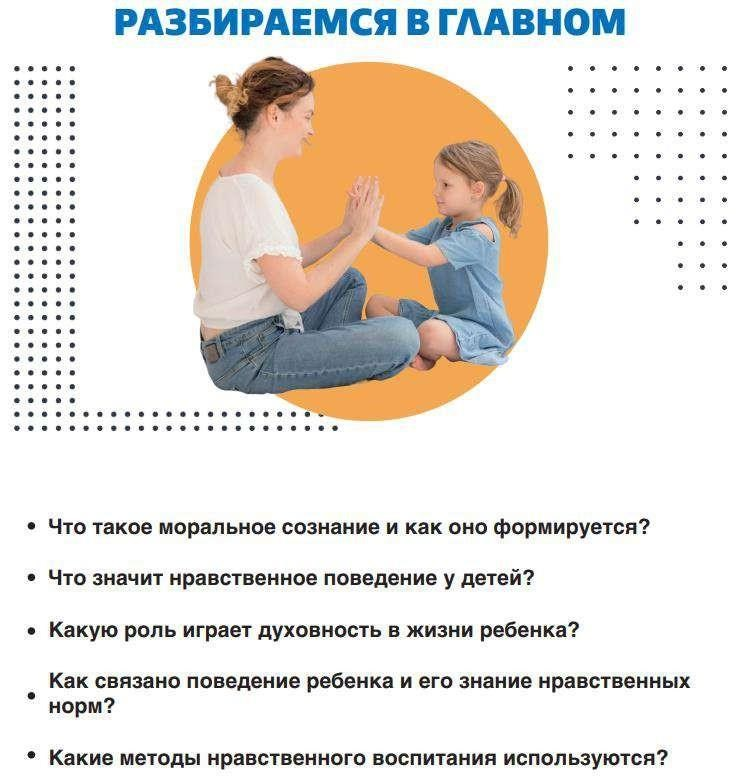 РАЗБИРАЕМСЯ В ГЛАВНОМ
• Что такое моральное сознание и как оно формируется?
• Что значит нравственное поведение у детей?
• Какую роль играет духовность в жизни ребенка?
• Как связано поведение ребенка и его знание нравственных
норм?
• Какие методы нравственного воспитания используются?